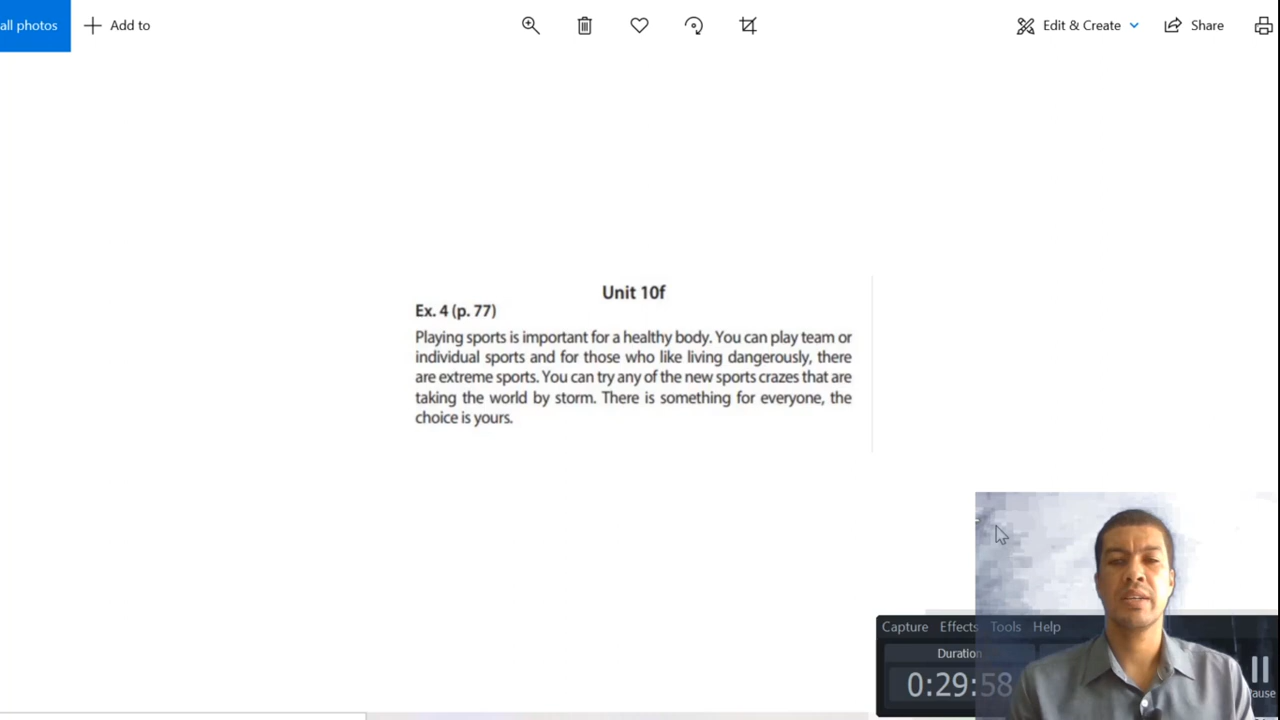 all photos
Add to
Edit & Create
Share
Unit 10f
Ex. 4 (p. 77)
Playing sports is important for a healthy body. You can play team or
individual sports and for those who like living dangerously, there
are extreme sports. You can try any of the new sports crazes that are
taking the world by storm. There is something for everyone, the
choice is yours.
Capture Effects Tools Help
Duration
0:29:58
ause